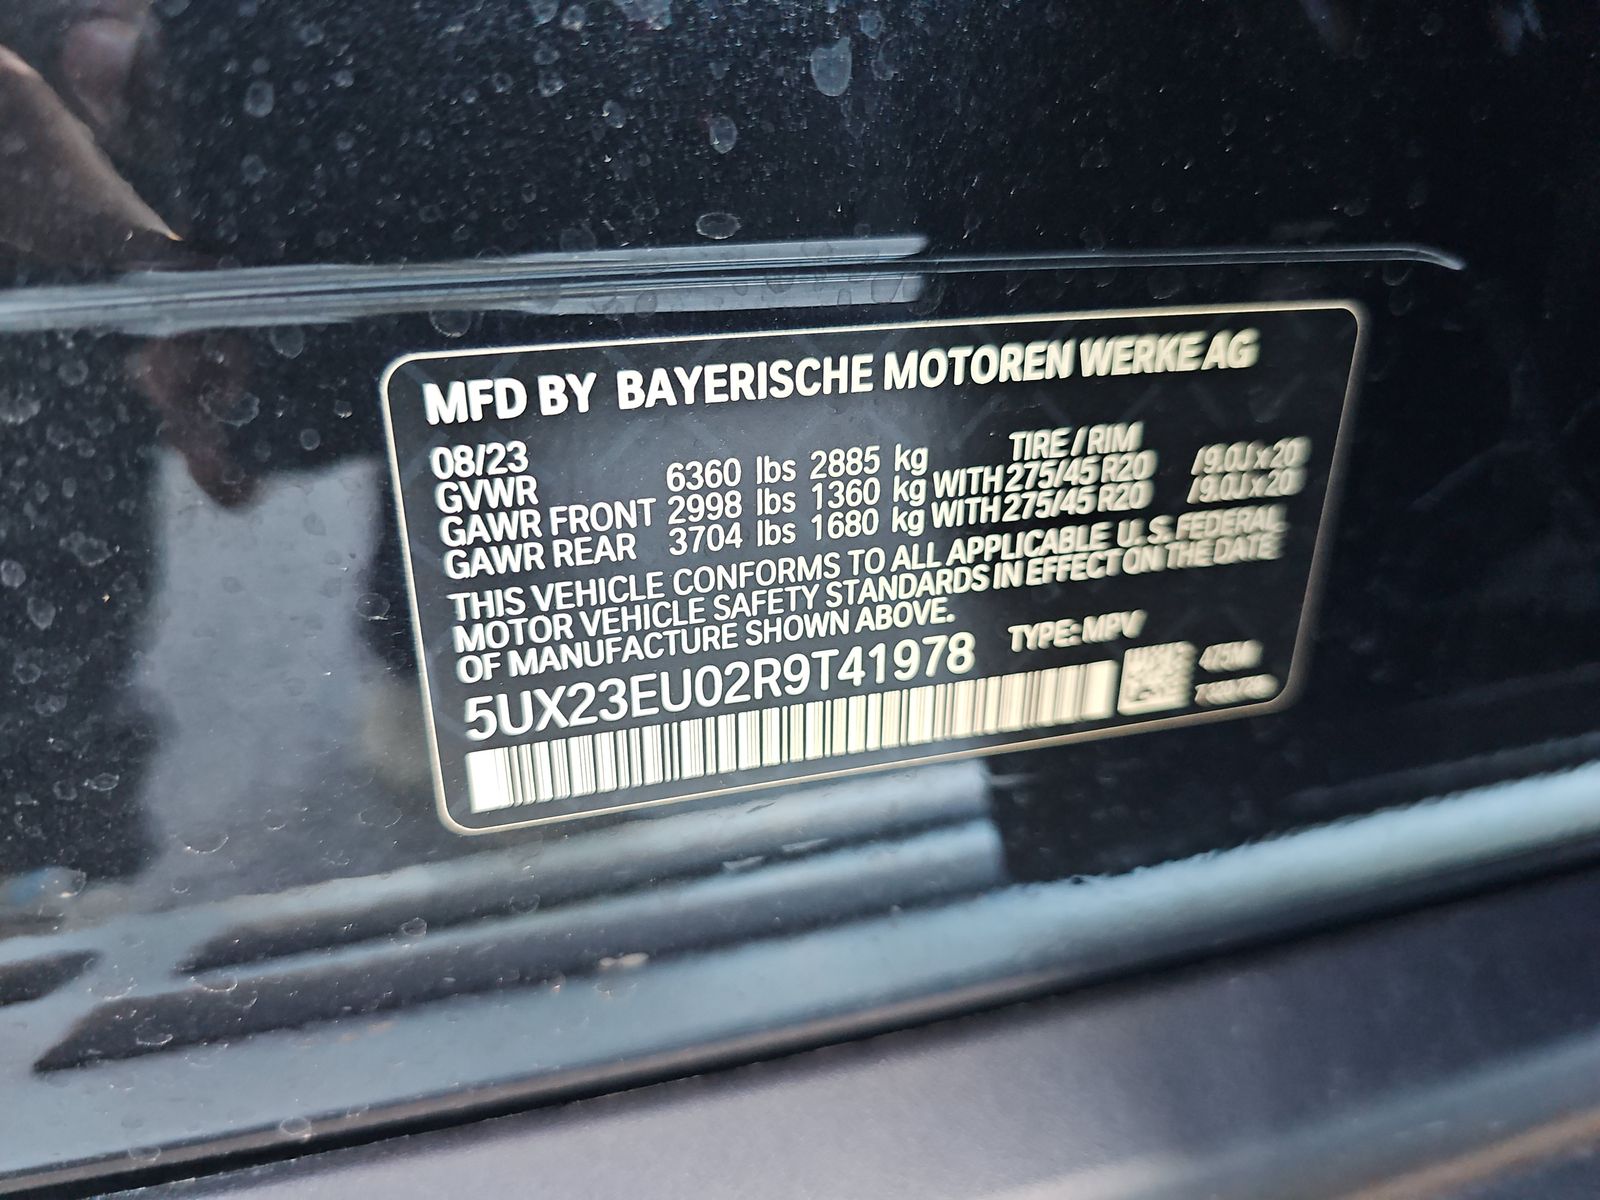 MFD BY BAYERISCHE MOTOREN WERKE AG
08/23 TIRE / RIM
GVWR 6360 lbs 2885 kg
GAWR FRONT 2998 lbs 1360 kg WITH 275/45 R20 / 9.0J x 20
GAWR REAR 3704 lbs 1680 kg WITH 275/45 R20 / 9.0J x 20
THIS VEHICLE CONFORMS TO ALL APPLICABLE U. S. FEDERAL
MOTOR VEHICLE SAFETY STANDARDS IN EFFECT ON THE DATE
OF MANUFACTURE SHOWN ABOVE.
5UX23EU02R9T41978 TYPE: MPV